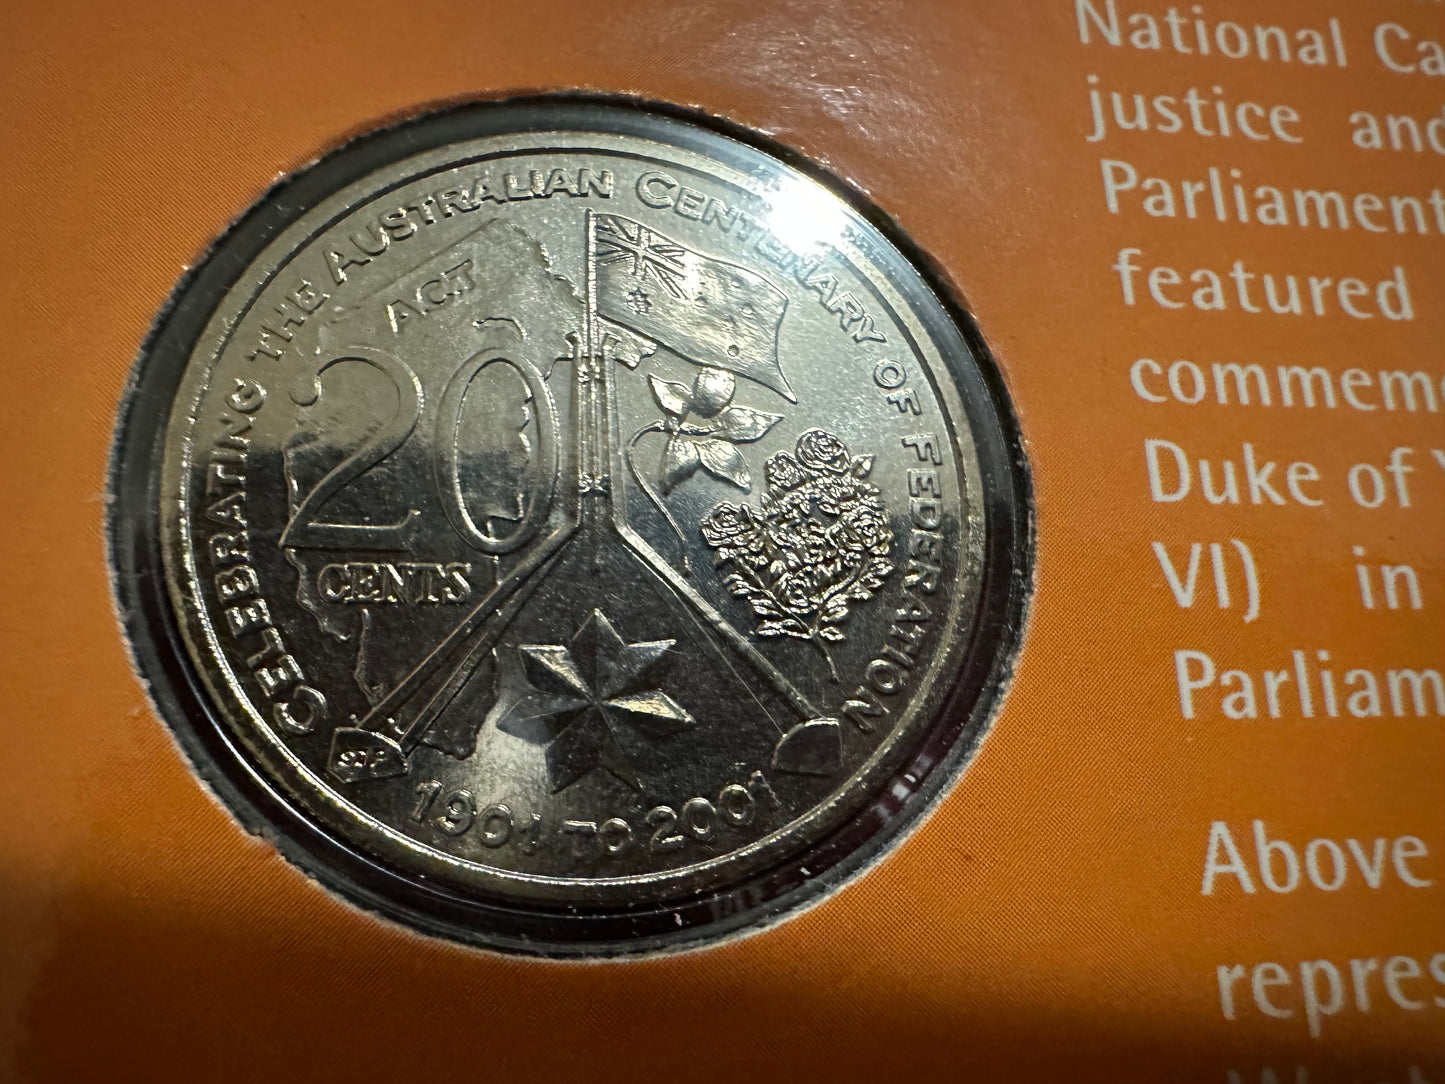 CELEBRATING THE AUSTRALIAN CENTENARY OF FEDERATION
ACT
20
CENTS
1901 TO 2001
National Ca
justice and
Parliament
featured
commem
Duke of
VI) in
Parliam
Above
repres